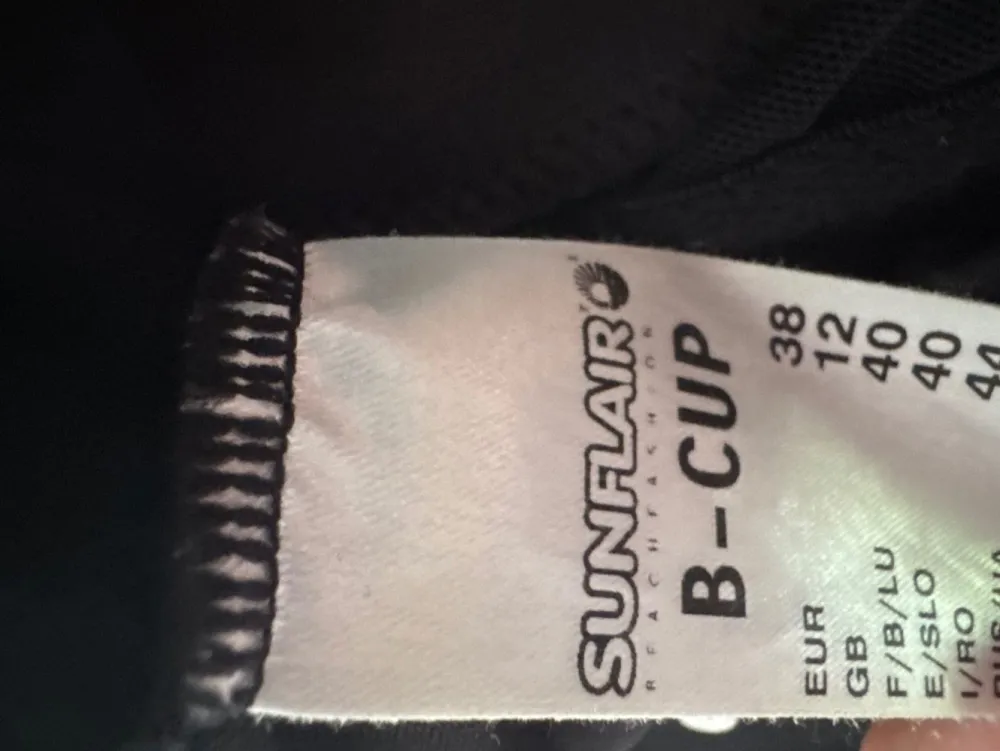 SUNFLAIR
BEACHFASHION
B-CUP
EUR 38
GB 12
F/B/LU 40
E/SLO 40
I/RO 44